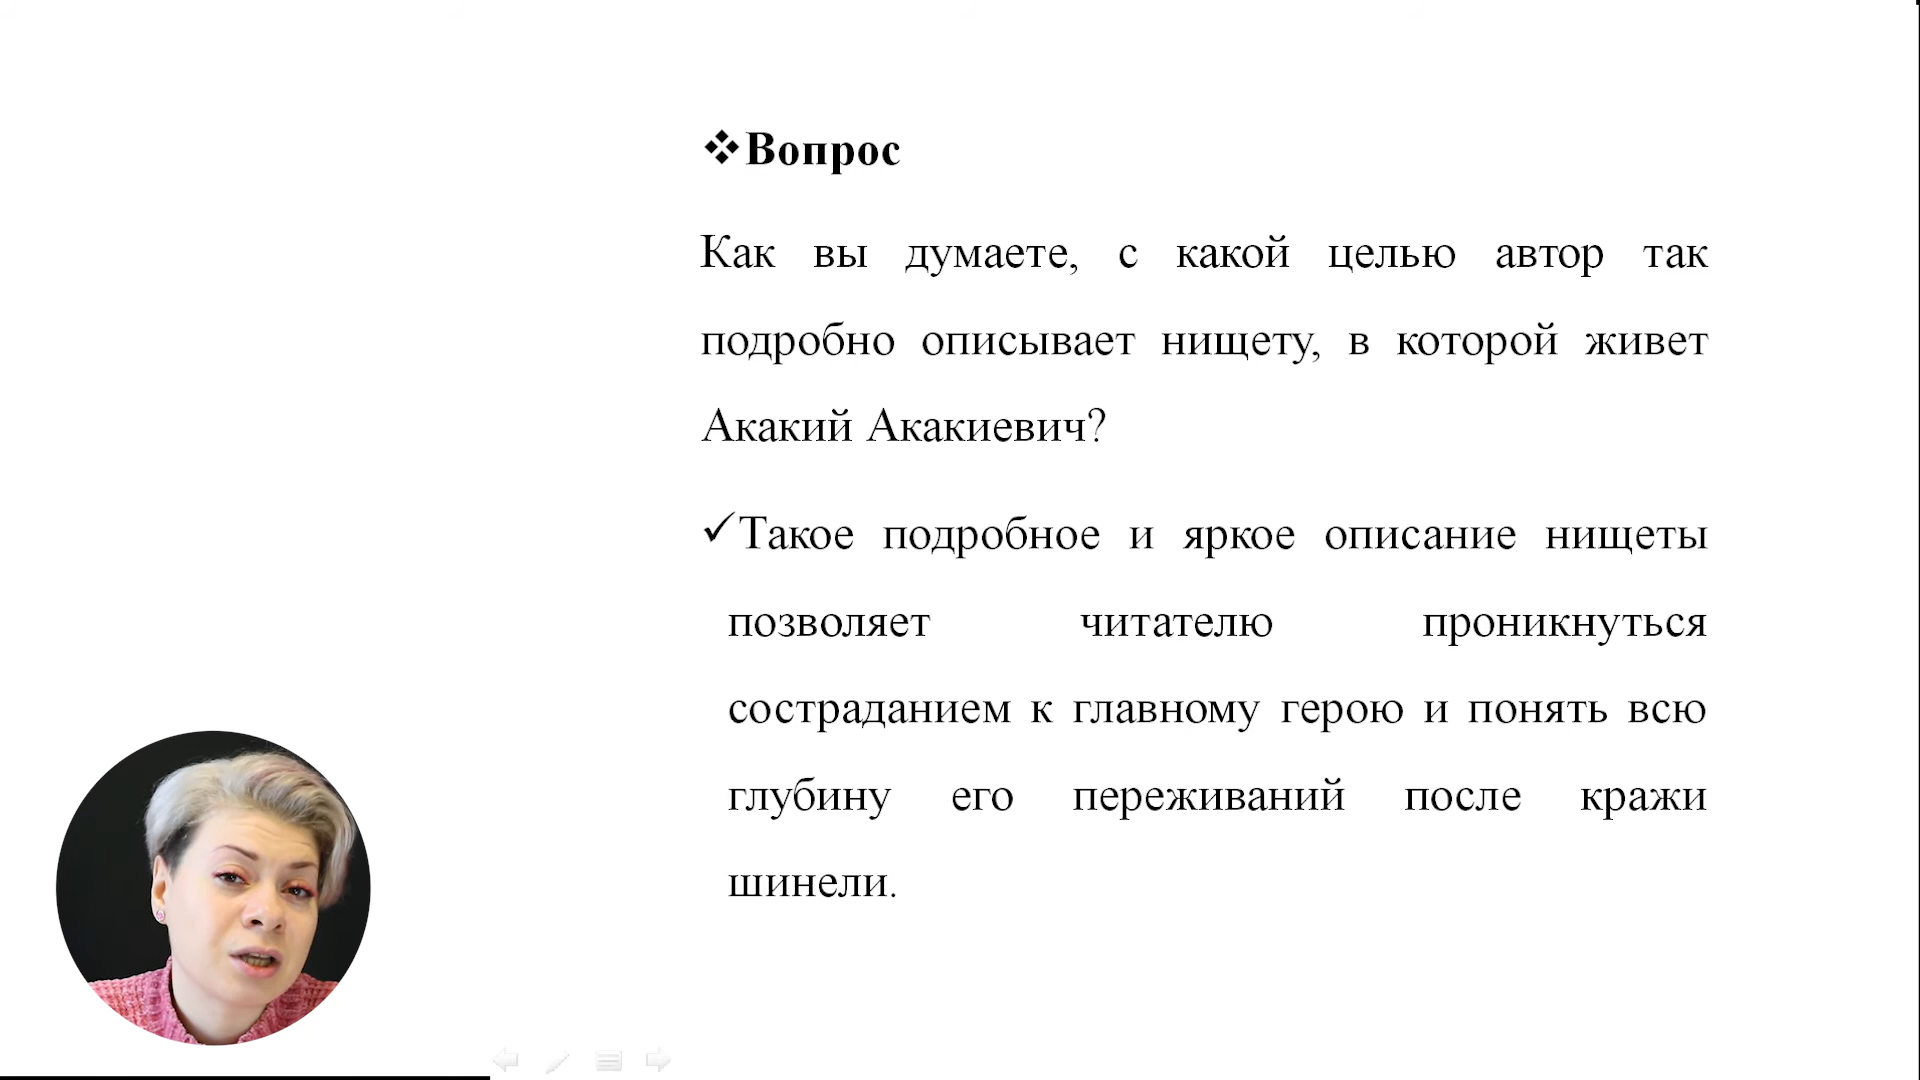 ❖Вопрос
Как вы думаете, с какой целью автор так
подробно описывает нищету, в которой живет
Акакий Акакиевич?
✓Такое подробное и яркое описание нищеты
позволяет читателю проникнуться
состраданием к главному герою и понять всю
глубину его переживаний после кражи
шинели.